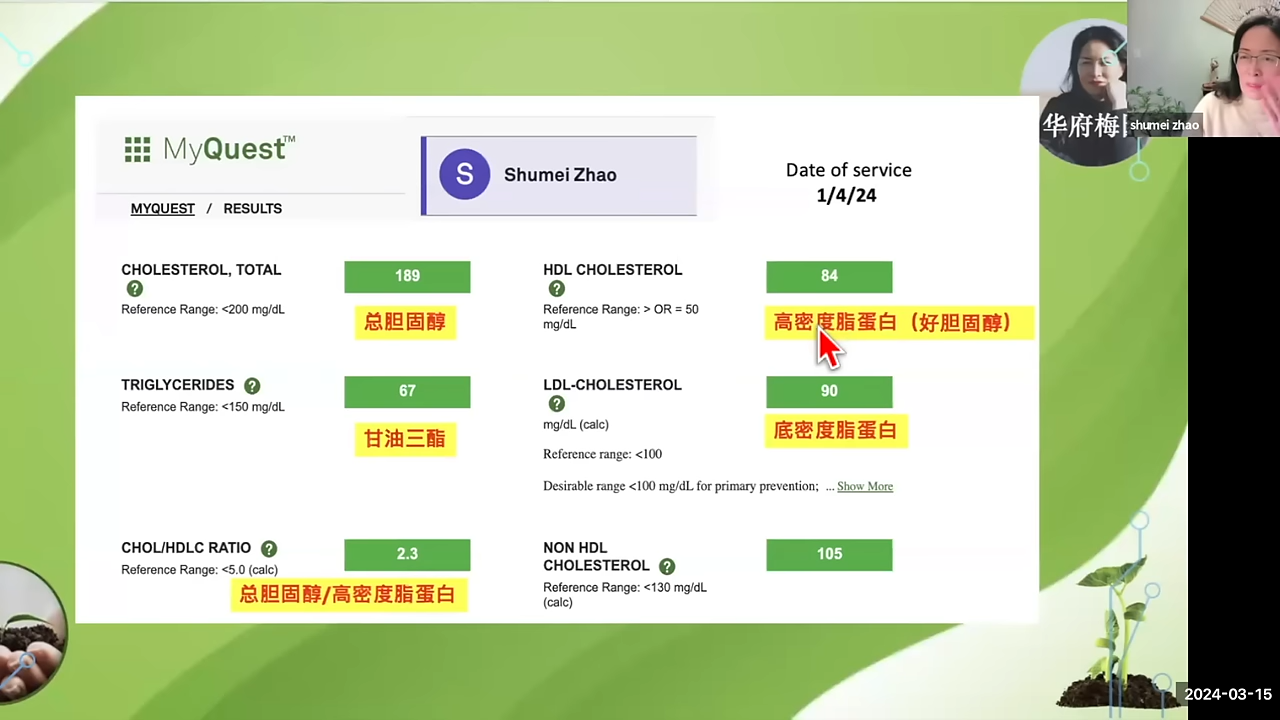 MyQuest™
S
Shumei Zhao
Date of service
1/4/24
MYQUEST / RESULTS
华府梅
shumei zhao
CHOLESTEROL, TOTAL
?
Reference Range: <200 mg/dL
189
总胆固醇
HDL CHOLESTEROL
?
Reference Range: > OR = 50
mg/dL
84
高密度脂蛋白（好胆固醇）
TRIGLYCERIDES ?
Reference Range: <150 mg/dL
67
甘油三酯
LDL-CHOLESTEROL
?
mg/dL (calc)
Reference range: <100
Desirable range <100 mg/dL for primary prevention; ... Show More
90
底密度脂蛋白
CHOL/HDLC RATIO ?
Reference Range: <5.0 (calc)
2.3
总胆固醇/高密度脂蛋白
NON HDL
CHOLESTEROL ?
Reference Range: <130 mg/dL
(calc)
105
2024-03-15